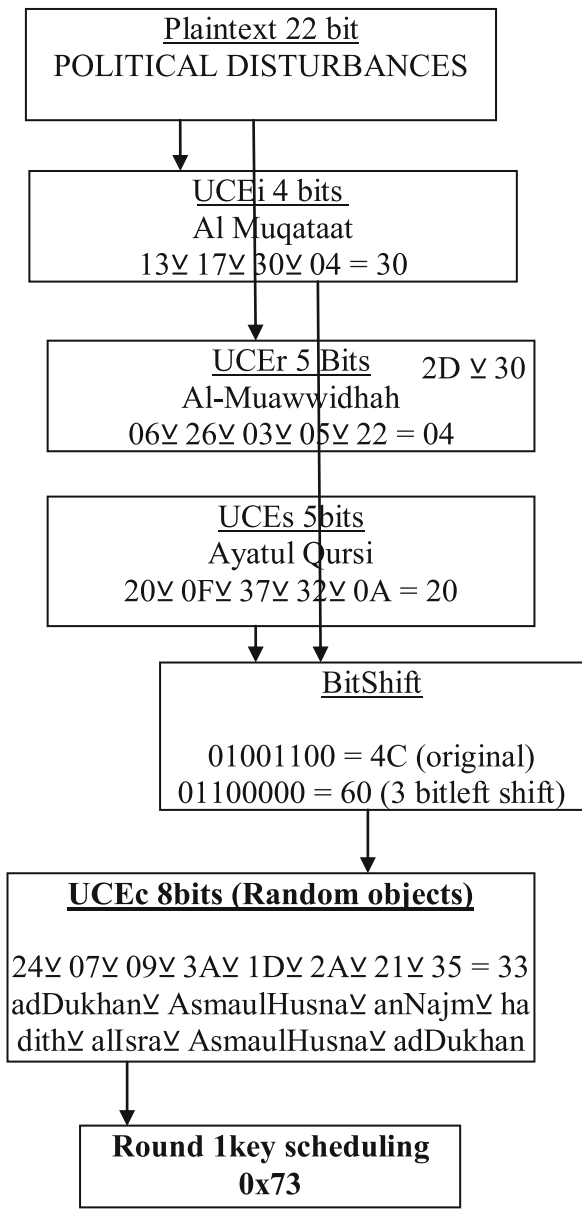 Plaintext 22 bit
POLITICAL DISTURBANCES
UCEi 4 bits
Al Muqataat
13⊻ 17⊻ 30⊻ 04 = 30
UCEr 5 Bits
2D ⊻ 30
Al-Muawwidhah
06⊻ 26⊻ 03⊻ 05⊻ 22 = 04
UCEs 5bits
Ayatul Qursi
20⊻ 0F⊻ 37⊻ 32⊻ 0A = 20
BitShift
01001100 = 4C (original)
01100000 = 60 (3 bitleft shift)
UCEc 8bits (Random objects)
24⊻ 07⊻ 09⊻ 3A⊻ 1D⊻ 2A⊻ 21⊻ 35 = 33
adDukhan⊻ AsmaulHusna⊻ anNajm⊻ ha
dith⊻ alIsra⊻ AsmaulHusna⊻ adDukhan
Round 1key scheduling
0x73